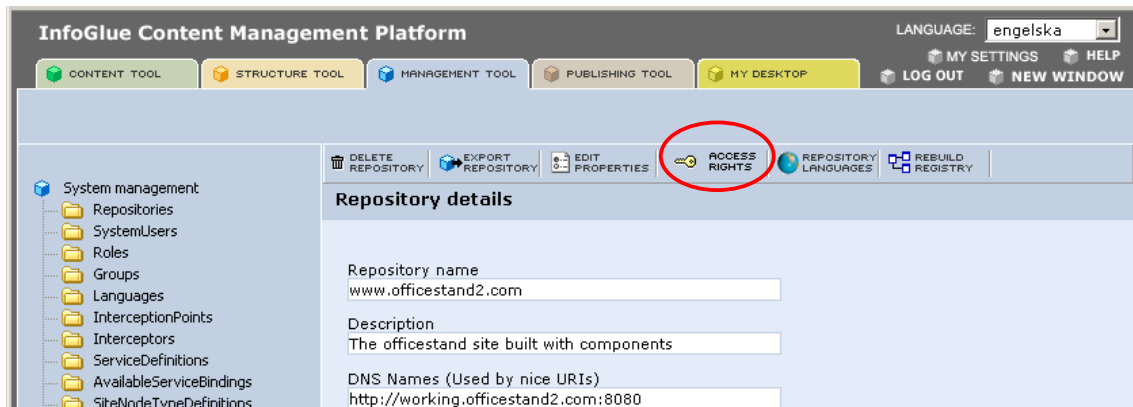 InfoGlue Content Management Platform
LANGUAGE: engelska
MY SETTINGS HELP
LOG OUT NEW WINDOW
CONTENT TOOL STRUCTURE TOOL MANAGEMENT TOOL PUBLISHING TOOL MY DESKTOP
DELETE REPOSITORY
EXPORT REPOSITORY
EDIT PROPERTIES
ACCESS RIGHTS
REPOSITORY LANGUAGES
REBUILD REGISTRY
System management
Repositories
SystemUsers
Roles
Groups
Languages
InterceptionPoints
Interceptors
ServiceDefinitions
AvailableServiceBindings
SiteNodeTypeDefinitions
Repository details
Repository name
www.officestand2.com
Description
The officestand site built with components
DNS Names (Used by nice URIs)
http://working.officestand2.com:8080